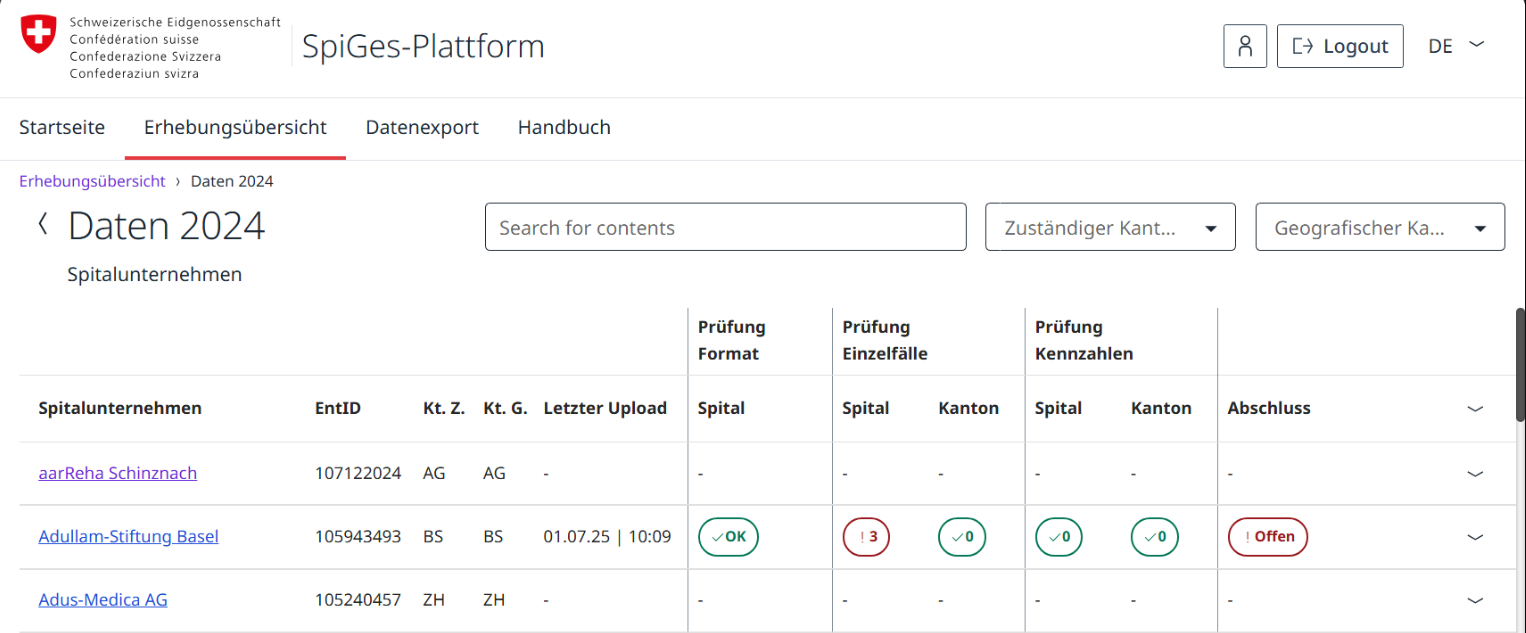 Schweizerische Eidgenossenschaft
Confédération suisse
Confederazione Svizzera
Confederaziun svizra
SpiGes-Plattform
Logout
DE
Startseite Erhebungsübersicht Datenexport Handbuch
Erhebungsübersicht › Daten 2024
Daten 2024
Search for contents
Zuständiger Kant...
Geografischer Ka...
Spitalunternehmen
Prüfung Format
Prüfung Einzelfälle
Prüfung Kennzahlen
Spitalunternehmen EntID Kt. Z. Kt. G. Letzter Upload Spital Spital Kanton Spital Kanton Abschluss
aarReha Schinznach 107122024 AG AG - - - - - - -
Adullam-Stiftung Basel 105943493 BS BS 01.07.25 | 10:09 ✓OK ! 3 ✓0 ✓0 ✓0 ! Offen
Adus-Medica AG 105240457 ZH ZH - - - - - - -